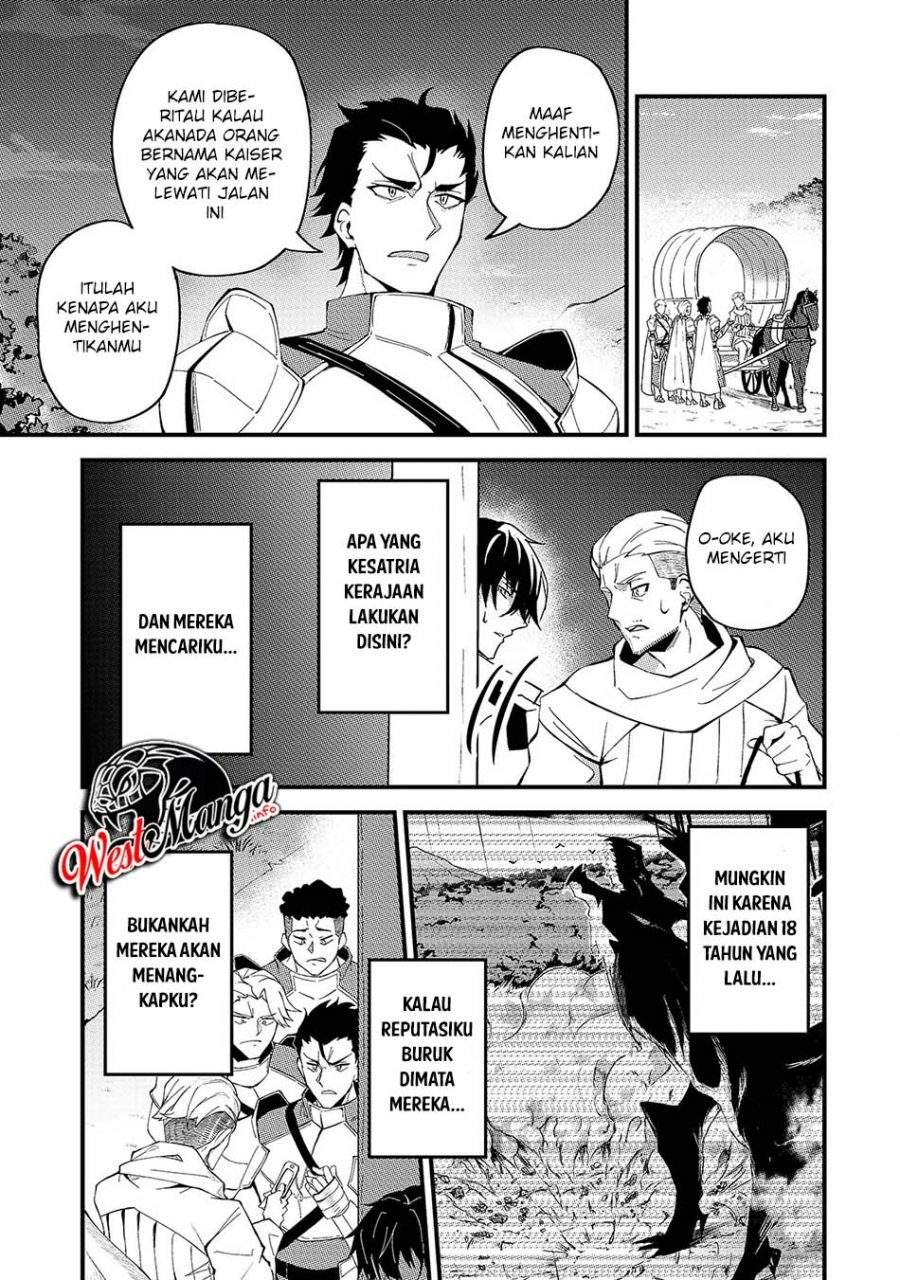 MAAF
MENGHENTI-
KAN KALIAN
KAMI DIBE-
RITAU KALAU
AKANADA ORANG
BERNAMA KAISER
YANG AKAN ME-
LEWATI JALAN
INI
ITULAH
KENAPA AKU
MENGHEN-
TIKANMU
O-OKE, AKU
MENGERTI
APA YANG
KESATRIA
KERAJAAN
LAKUKAN
DISINI?
DAN MEREKA
MENCARIKU...
WestManga
.info
MUNGKIN
INI KARENA
KEJADIAN 18
TAHUN YANG
LALU...
KALAU
REPUTASIKU
BURUK
DIMATA
MEREKA...
BUKANKAH
MEREKA AKAN
MENANG-
KAPKU?